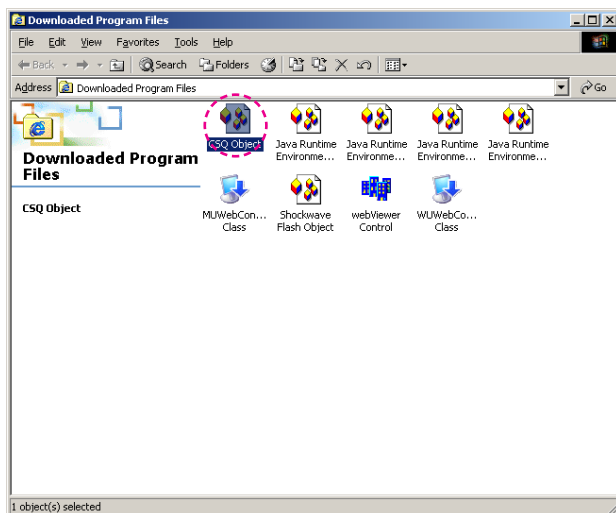 Downloaded Program Files
File Edit View Favorites Tools Help
Back Search Folders
Address Downloaded Program Files Go
Downloaded Program
Files
CSQ Object
CSQ Object
Java Runtime
Environme...
Java Runtime
Environme...
Java Runtime
Environme...
Java Runtime
Environme...
MUWebCon...
Class
Shockwave
Flash Object
webViewer
Control
WUWebCo...
Class
1 object(s) selected